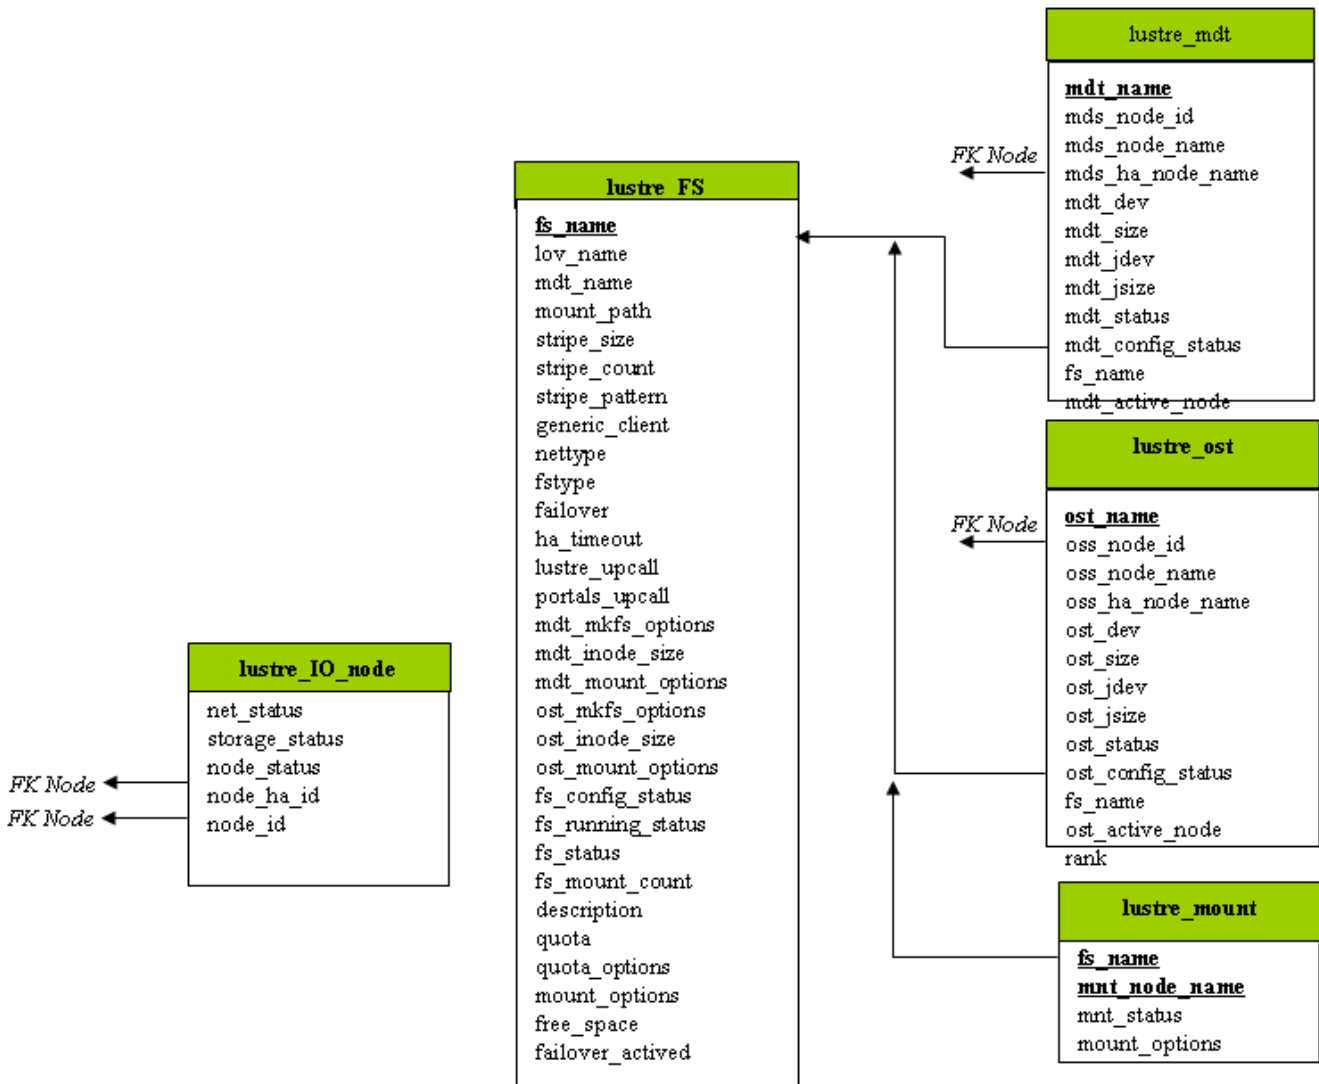 lustre_mdt
mdt_name
mds_node_id
mds_node_name
mds_ha_node_name
mdt_dev
mdt_size
mdt_jdev
mdt_jsize
mdt_status
mdt_config_status
fs_name
mdt_active_node
FK Node
lustre_FS
fs_name
lov_name
mdt_name
mount_path
stripe_size
stripe_count
stripe_pattern
generic_client
nettype
fstype
failover
ha_timeout
lustre_upcall
portals_upcall
mdt_mkfs_options
mdt_inode_size
mdt_mount_options
ost_mkfs_options
ost_inode_size
ost_mount_options
fs_config_status
fs_running_status
fs_status
fs_mount_count
description
quota
quota_options
mount_options
free_space
failover_actived
lustre_ost
FK Node
ost_name
oss_node_id
oss_node_name
oss_ha_node_name
ost_dev
ost_size
ost_jdev
ost_jsize
ost_status
ost_config_status
fs_name
ost_active_node
rank
lustre_IO_node
net_status
storage_status
node_status
node_ha_id
node_id
FK Node
FK Node
lustre_mount
fs_name
mnt_node_name
mnt_status
mount_options